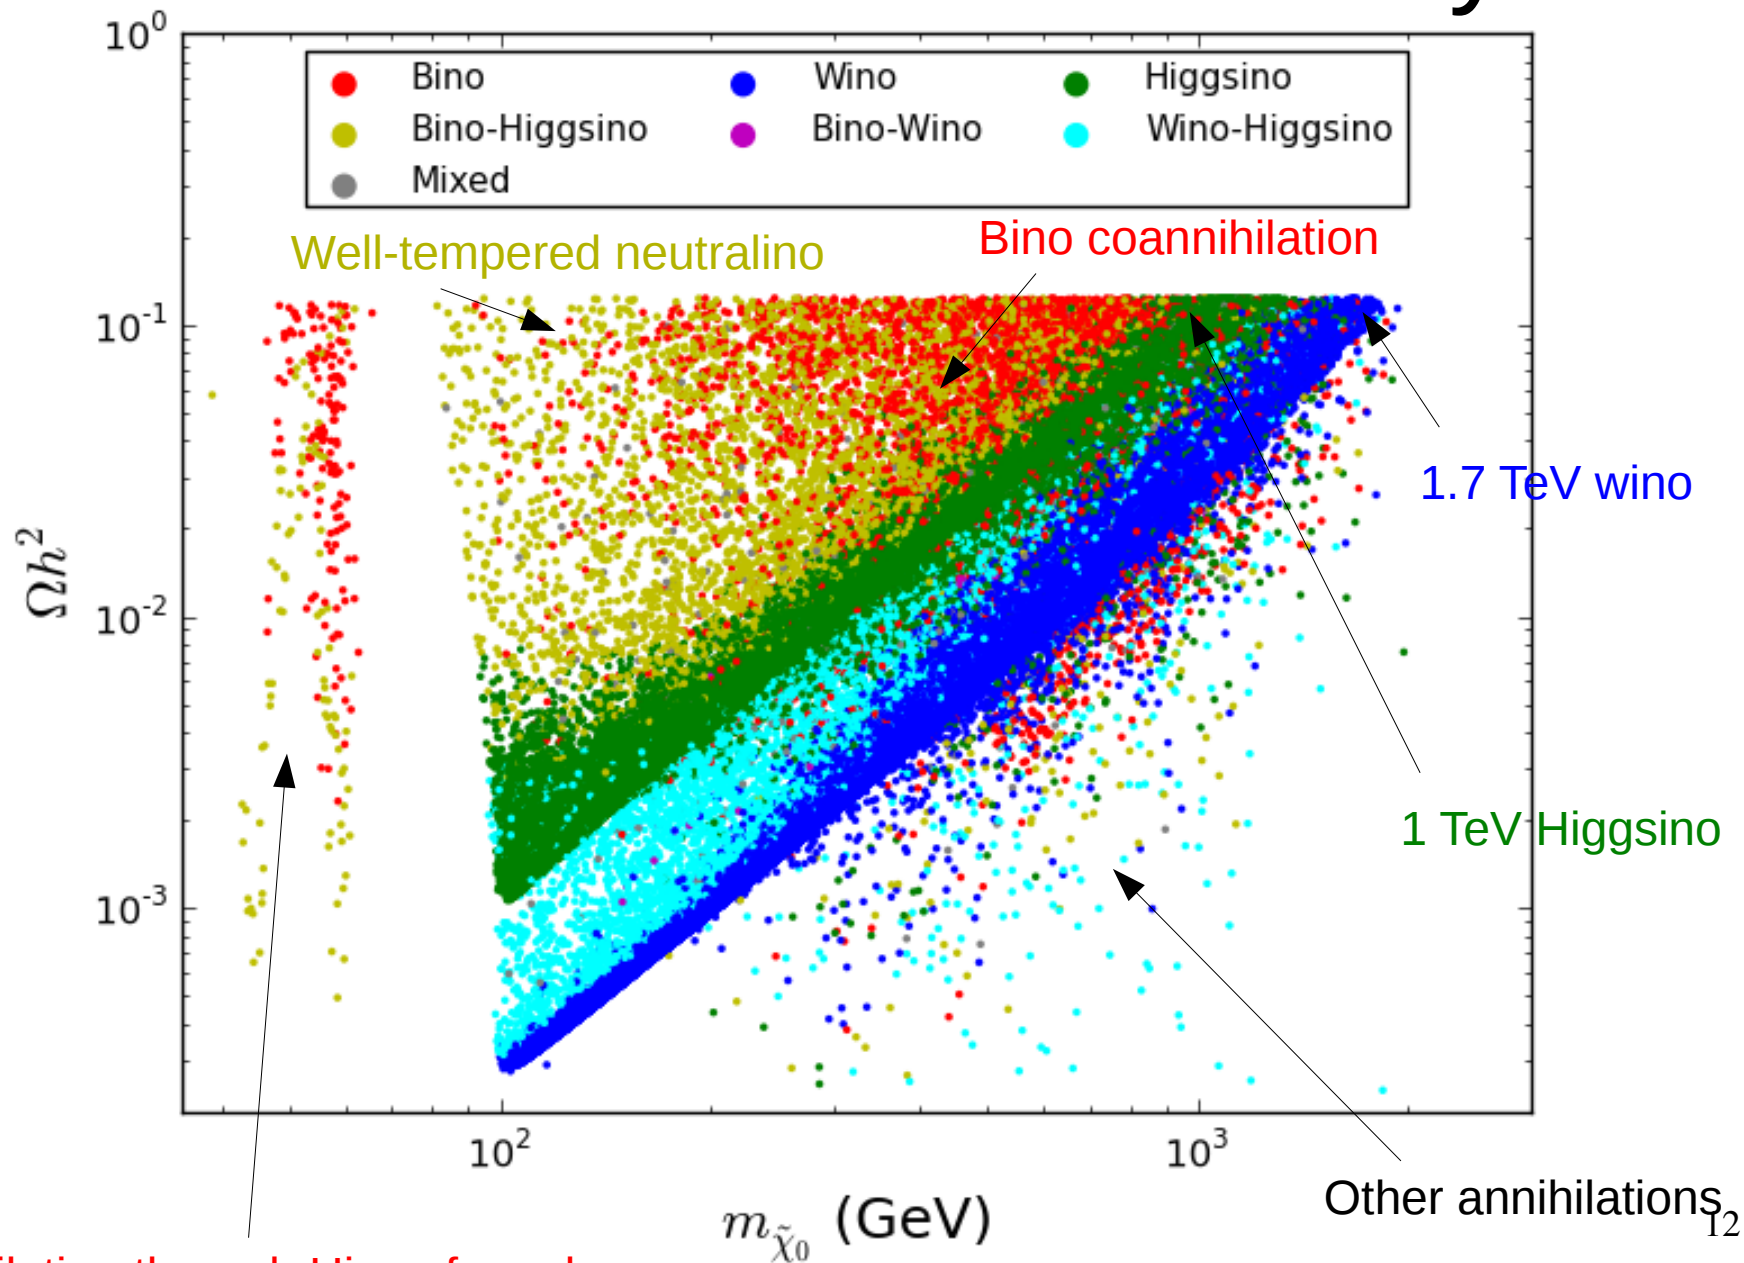 10^0
Bino Wino Higgsino
Bino-Higgsino Bino-Wino Wino-Higgsino
Mixed
Well-tempered neutralino
Bino coannihilation
10^-1
1.7 TeV wino
Ωh^2
10^-2
1 TeV Higgsino
10^-3
10^2
10^3
m_χ̃0 (GeV)
Other annihilations
12